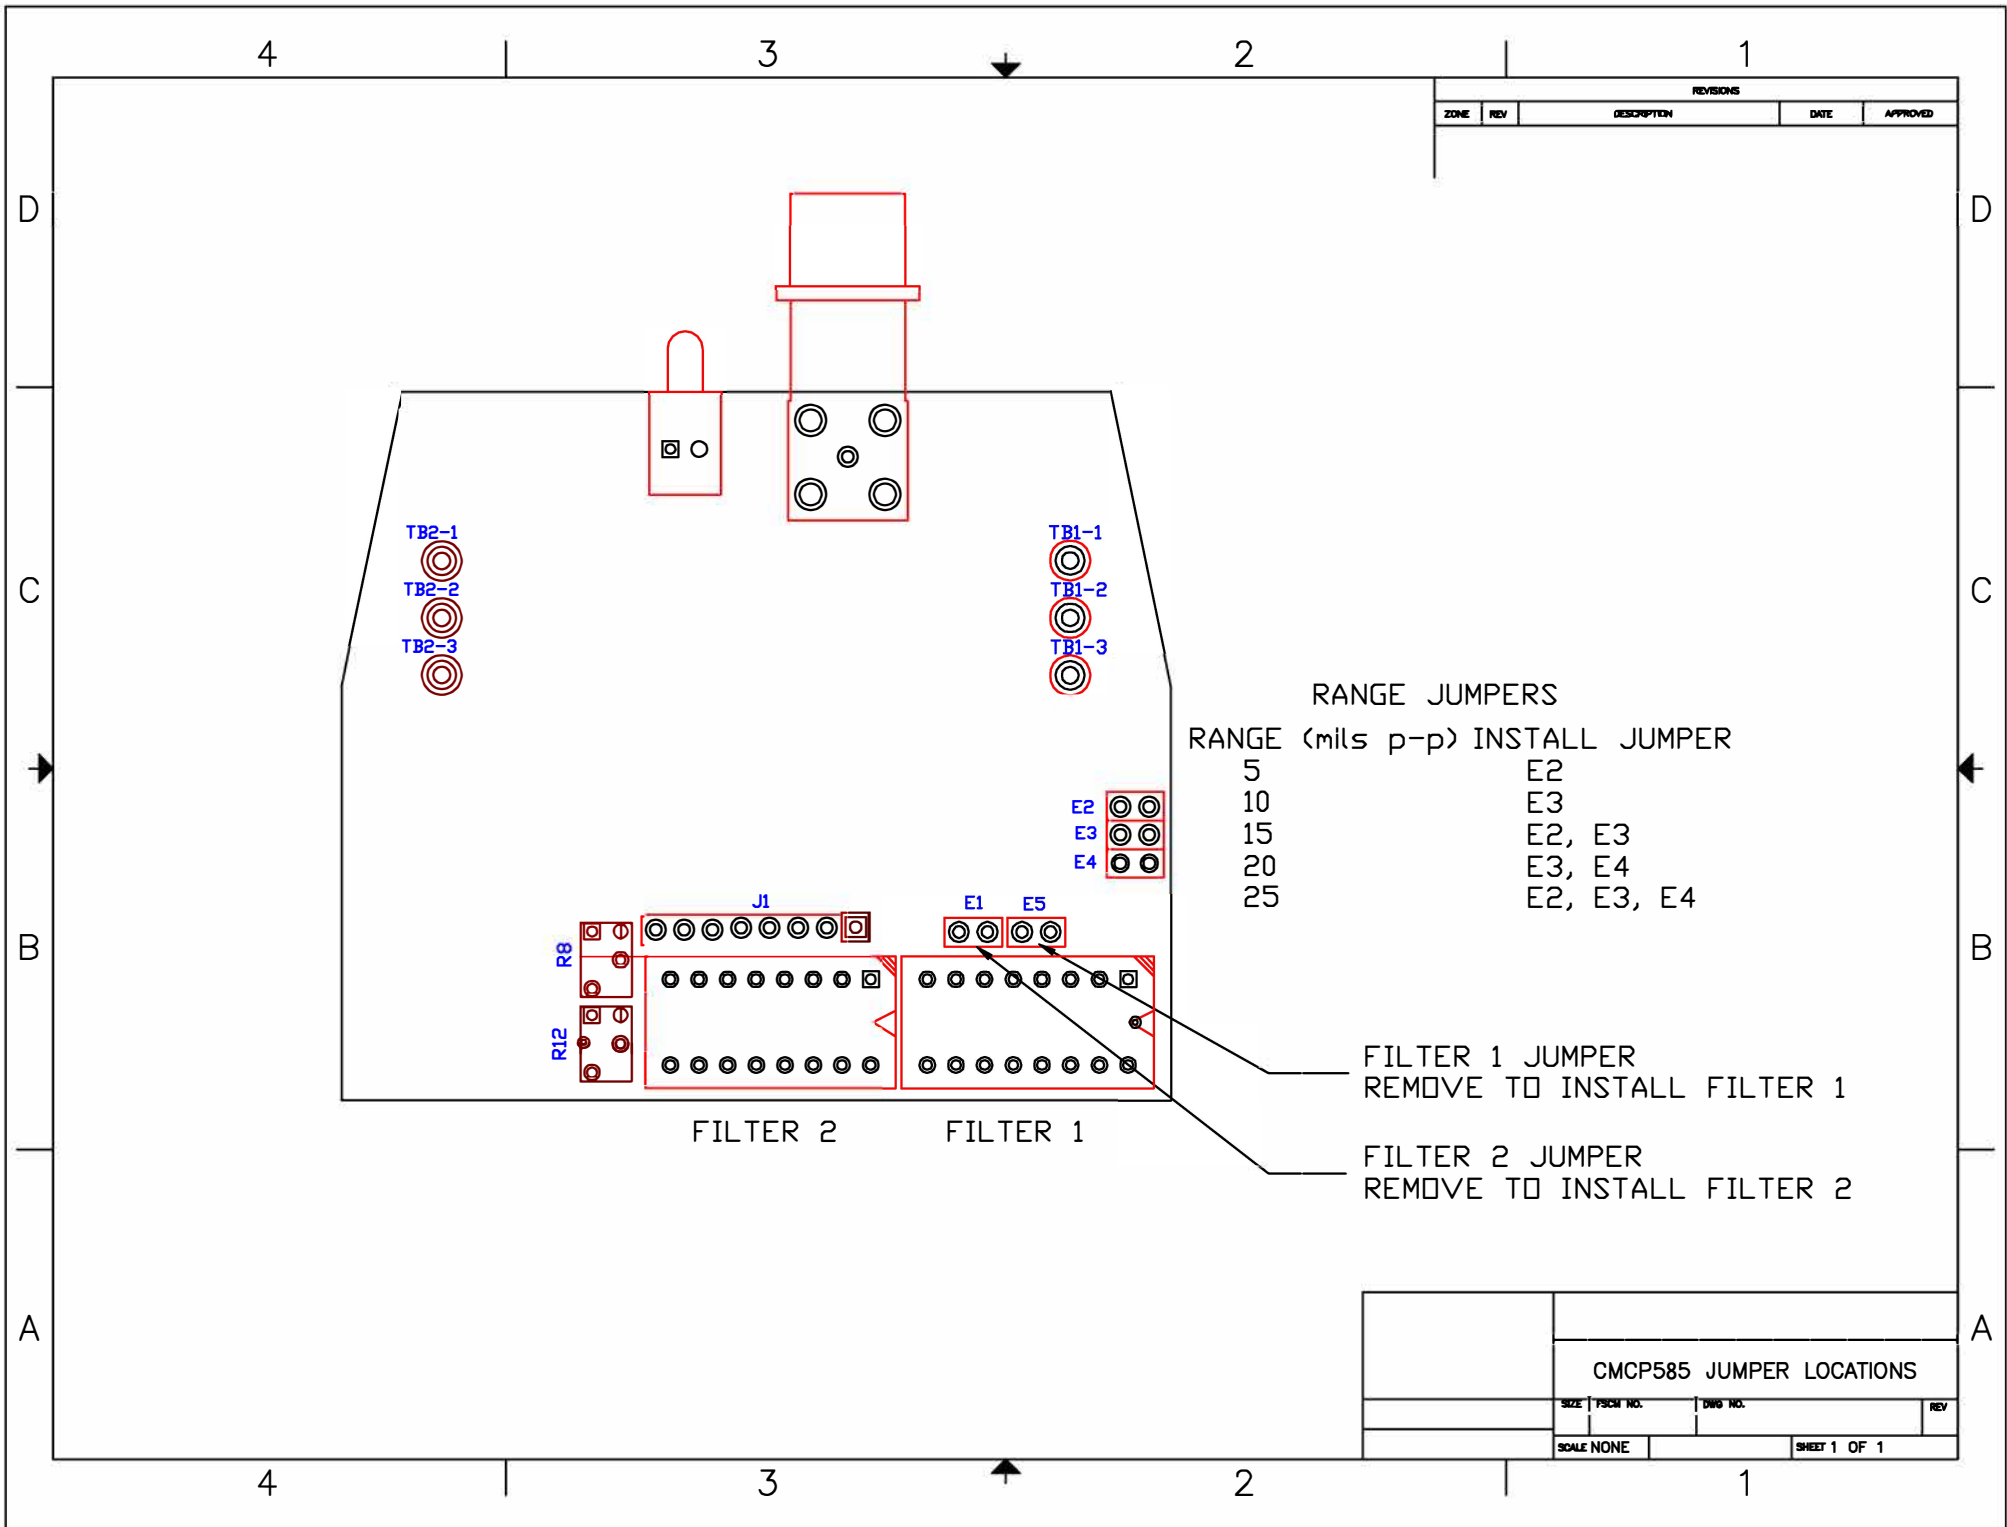 4 3 2 1
REVISIONS
ZONE REV DESCRIPTION DATE APPROVED
D D
TB2-1 TB1-1
C TB2-2 TB1-2 C
TB2-3 TB1-3
RANGE JUMPERS
RANGE (mils p-p) INSTALL JUMPER
5 E2
10 E3
15 E2, E3
20 E3, E4
25 E2, E3, E4
E2
E3
E4
J1 E1 E5
B R8 B
R12
FILTER 1 JUMPER
REMOVE TO INSTALL FILTER 1
FILTER 2 FILTER 1
FILTER 2 JUMPER
REMOVE TO INSTALL FILTER 2
A A
CMCP585 JUMPER LOCATIONS
SIZE FSCM NO. DWG NO. REV
SCALE NONE SHEET 1 OF 1
4 3 2 1